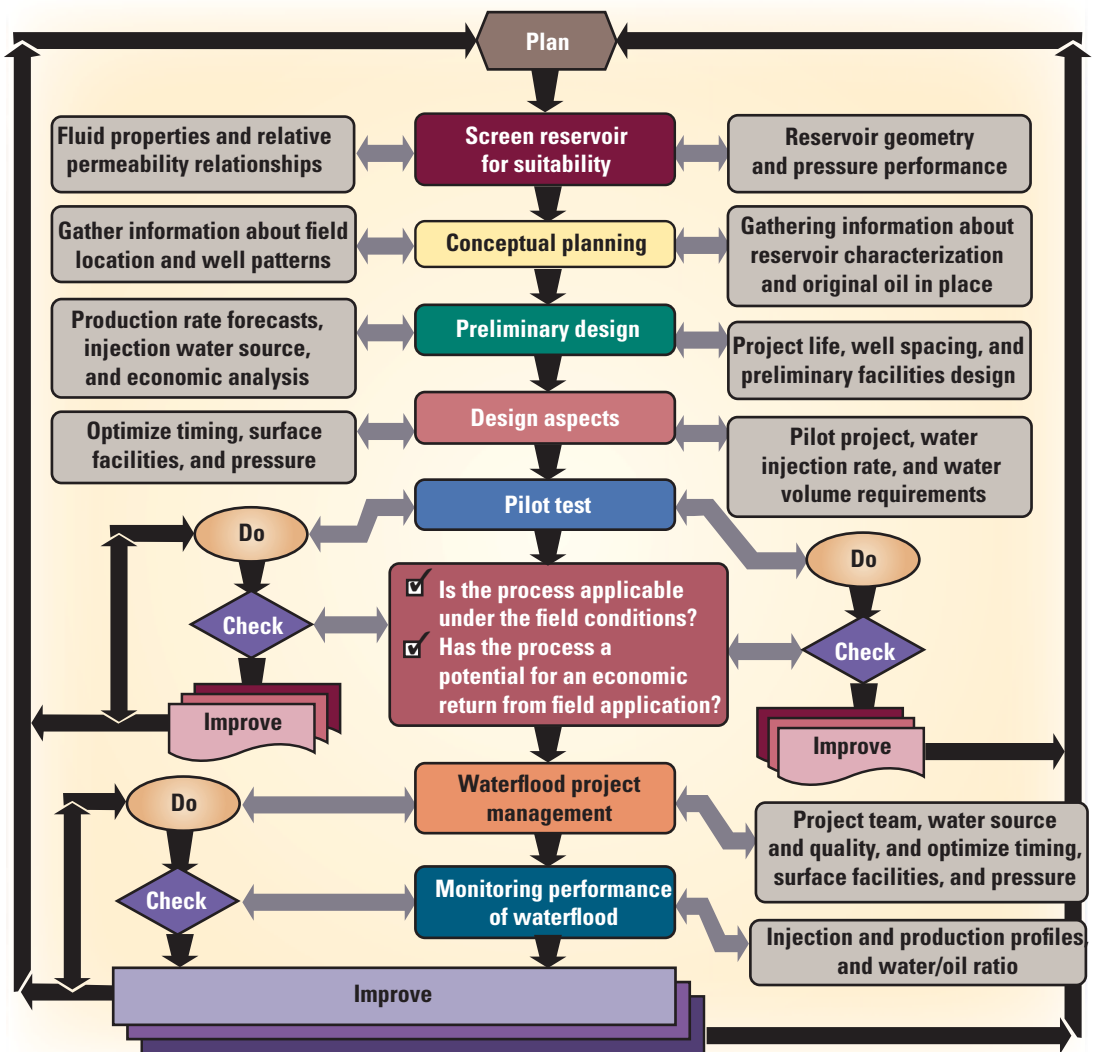 Plan
Fluid properties and relative
permeability relationships
Screen reservoir
for suitability
Reservoir geometry
and pressure performance
Gather information about field
location and well patterns
Conceptual planning
Gathering information about
reservoir characterization
and original oil in place
Production rate forecasts,
injection water source,
and economic analysis
Preliminary design
Project life, well spacing, and
preliminary facilities design
Optimize timing, surface
facilities, and pressure
Design aspects
Pilot project, water
injection rate, and water
volume requirements
Pilot test
Do
Check
Improve
Is the process applicable
under the field conditions?
Has the process a
potential for an economic
return from field application?
Do
Check
Improve
Do
Waterflood project
management
Project team, water source
and quality, and optimize timing,
surface facilities, and pressure
Check
Monitoring performance
of waterflood
Injection and production profiles,
and water/oil ratio
Improve